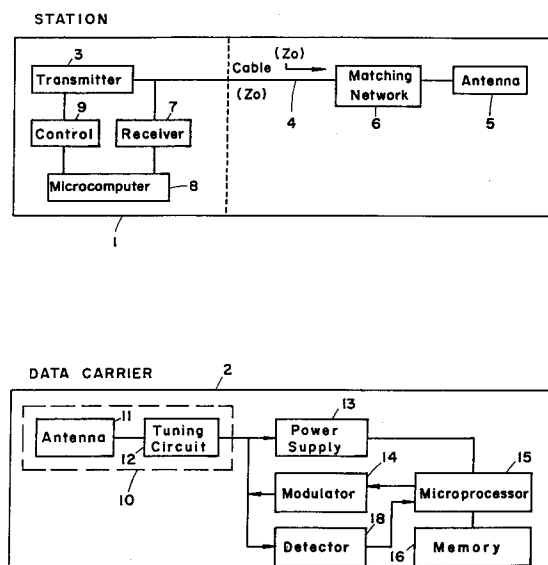 STATION
3
Transmitter
Cable
(Zo)
(Zo)
4
Matching
Network
6
Antenna
5
9
Control
Receiver
7
Microcomputer
8
1
2
DATA CARRIER
11
Antenna
Tuning
Circuit
12
10
13
Power
Supply
14
Modulator
15
Microprocessor
18
Detector
16
Memory